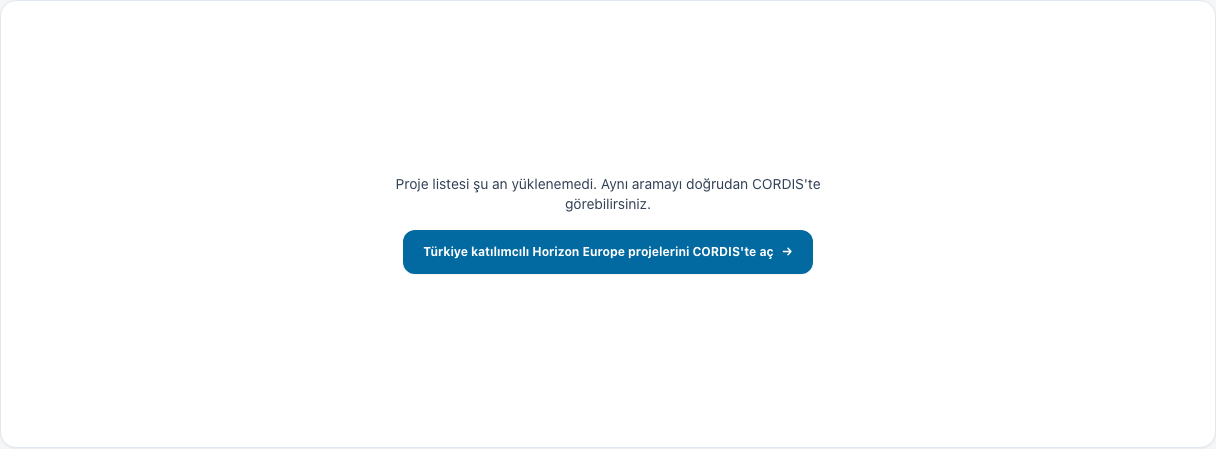 Proje listesi şu an yüklenemedi. Aynı aramayı doğrudan CORDIS'te
görebilirsiniz.
Türkiye katılımcılı Horizon Europe projelerini CORDIS'te aç →